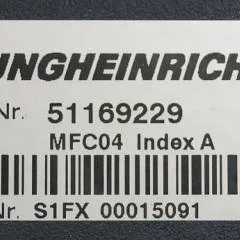 UNGHEINRICH
Nr. 51169229
MFC04 Index A
Nr. S1FX 00015091